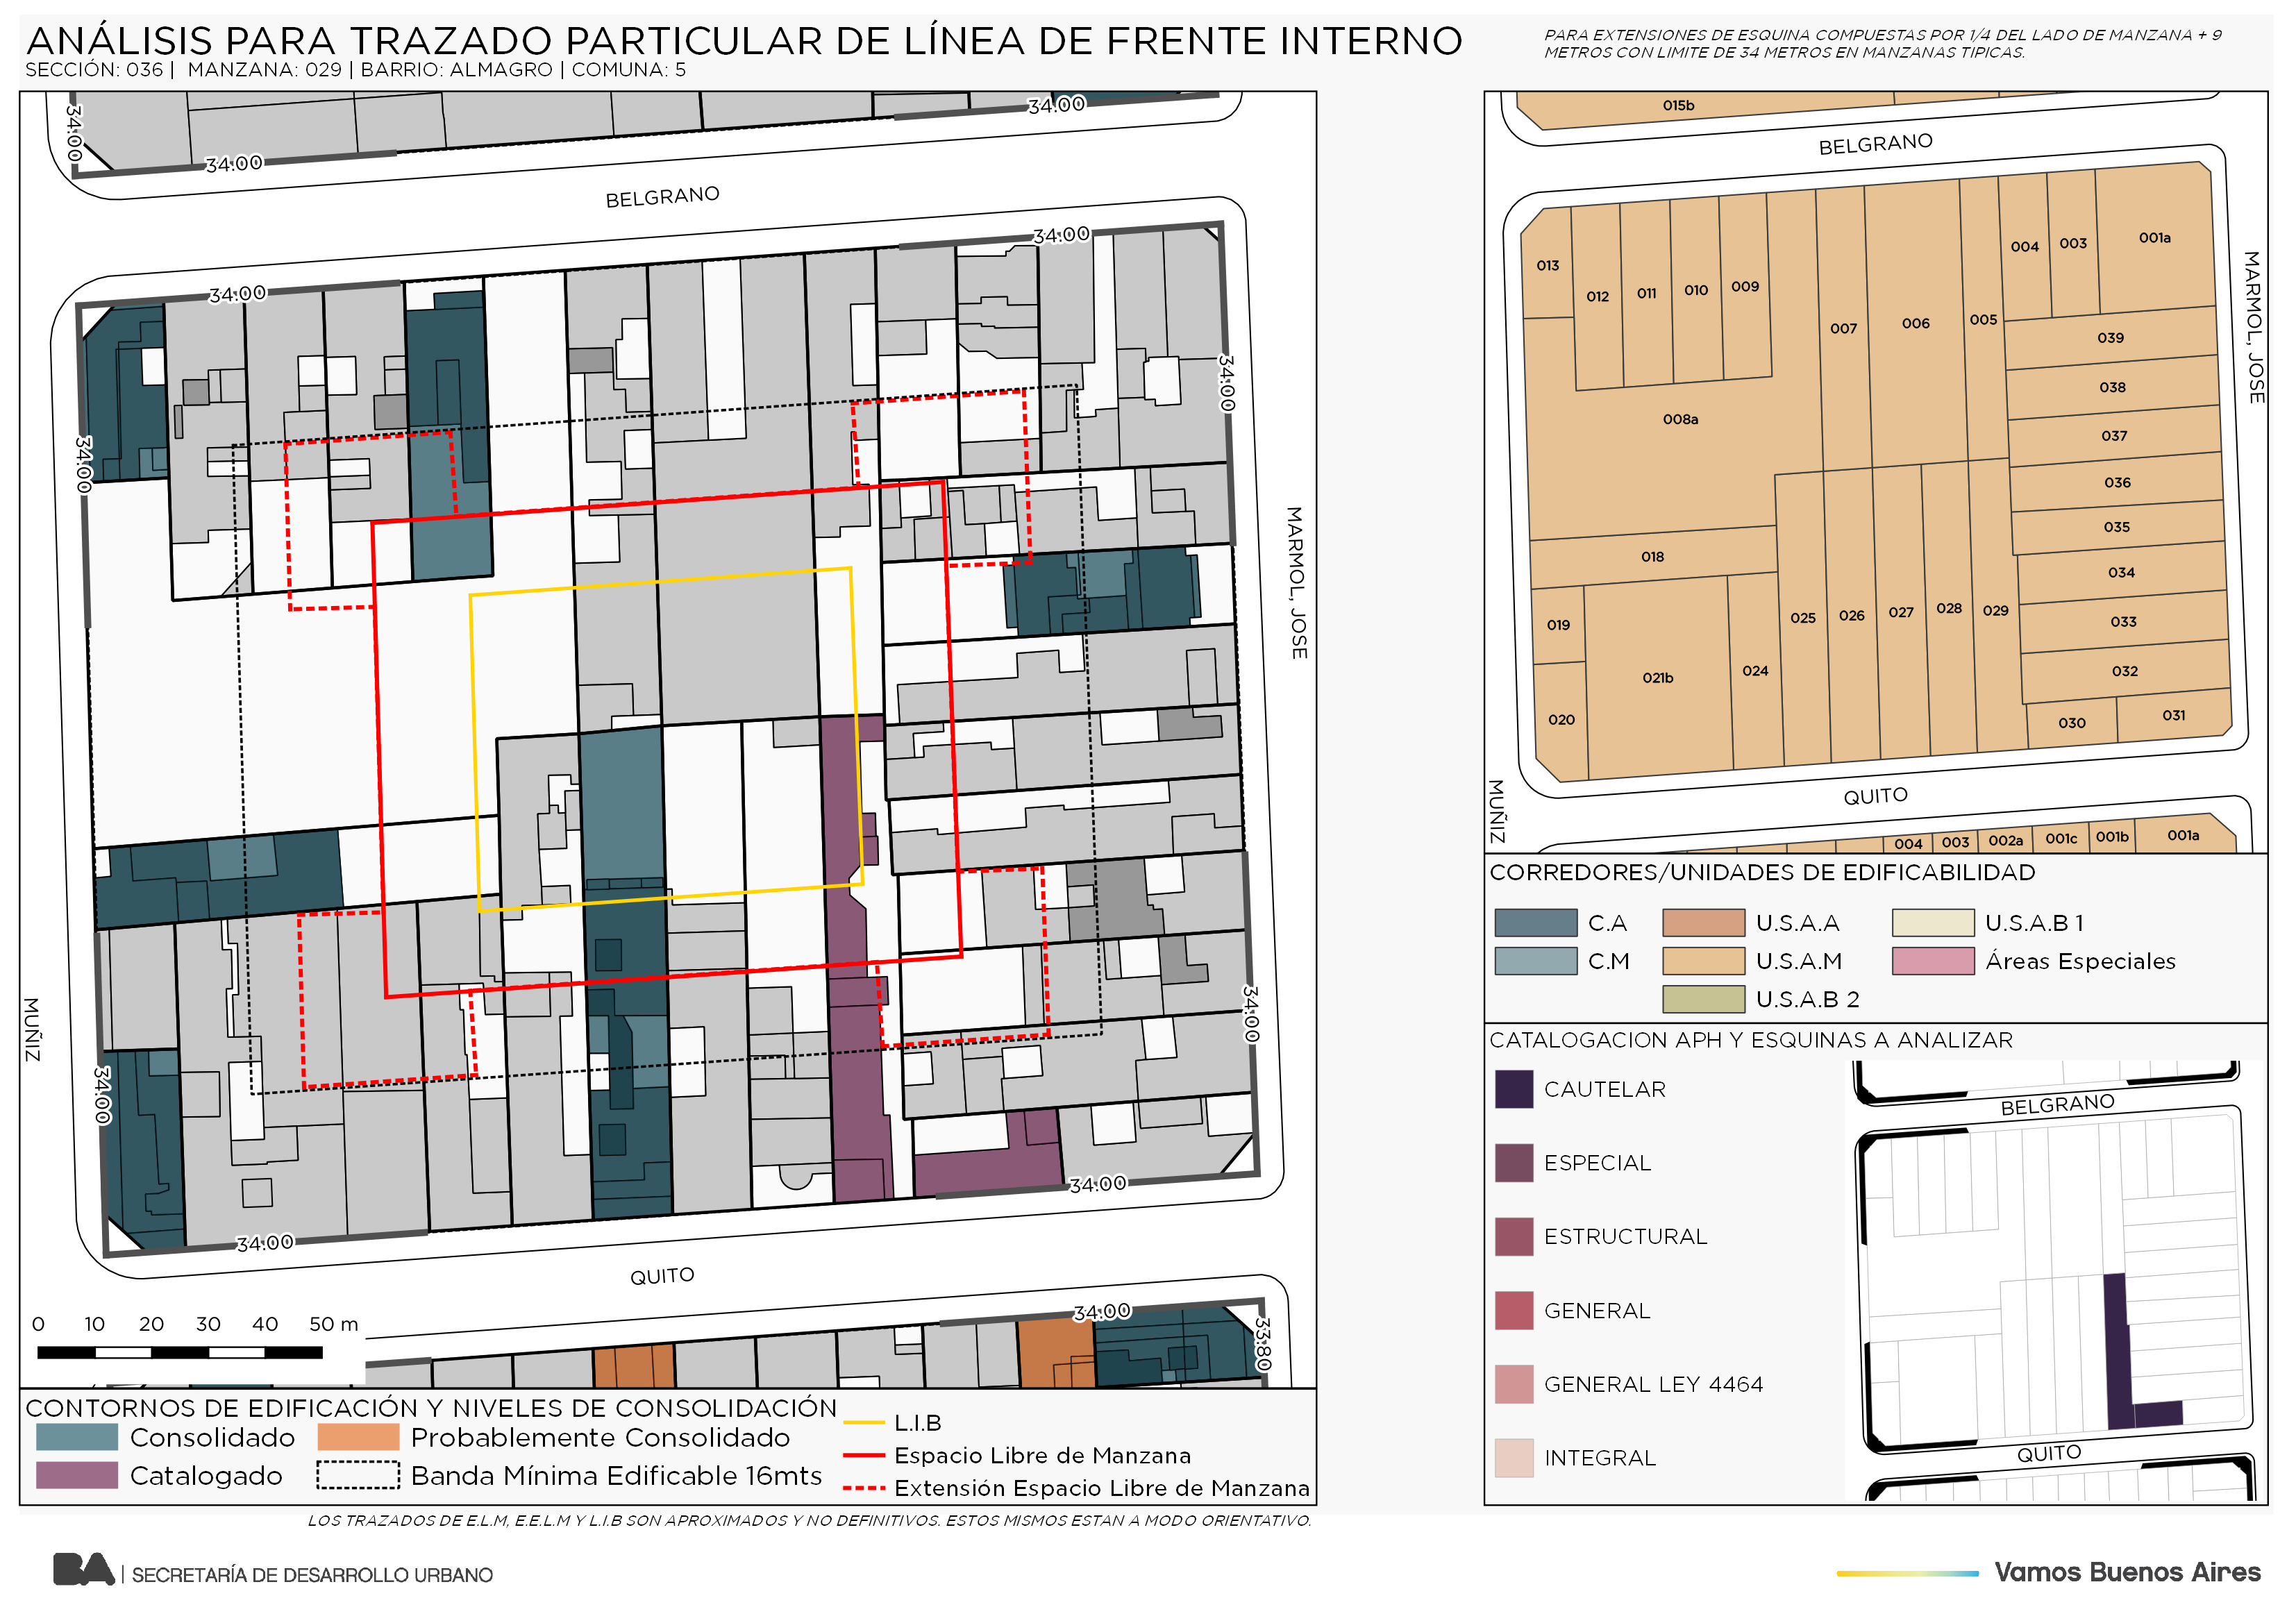 ANÁLISIS PARA TRAZADO PARTICULAR DE LÍNEA DE FRENTE INTERNO
SECCIÓN: 036 | MANZANA: 029 | BARRIO: ALMAGRO | COMUNA: 5
PARA EXTENSIONES DE ESQUINA COMPUESTAS POR 1/4 DEL LADO DE MANZANA + 9
METROS CON LIMITE DE 34 METROS EN MANZANAS TIPICAS.
34:00
34:00
34:00
BELGRANO
34:00
34:00
34:00
34:00
MARMOL, JOSE
MUÑIZ
34:00
34:00
34:00
34:00
QUITO
34:00
33:80
0 10 20 30 40 50 m
CONTORNOS DE EDIFICACIÓN Y NIVELES DE CONSOLIDACIÓN
Consolidado
Probablemente Consolidado
Catalogado
Banda Mínima Edificable 16mts
L.I.B
Espacio Libre de Manzana
Extensión Espacio Libre de Manzana
015b
BELGRANO
MARMOL, JOSE
013
012
011
010
009
007
006
005
004
003
001a
039
038
037
036
035
034
033
032
031
030
008a
018
019
020
021b
024
025
026
027
028
029
MUÑIZ
QUITO
004
003
002a
001c
001b
001a
CORREDORES/UNIDADES DE EDIFICABILIDAD
C.A
U.S.A.A
U.S.A.B 1
C.M
U.S.A.M
Áreas Especiales
U.S.A.B 2
CATALOGACION APH Y ESQUINAS A ANALIZAR
CAUTELAR
ESPECIAL
ESTRUCTURAL
GENERAL
GENERAL LEY 4464
INTEGRAL
BELGRANO
QUITO
LOS TRAZADOS DE E.L.M, E.E.L.M Y L.I.B SON APROXIMADOS Y NO DEFINITIVOS. ESTOS MISMOS ESTAN A MODO ORIENTATIVO.
BA | SECRETARÍA DE DESARROLLO URBANO
Vamos Buenos Aires